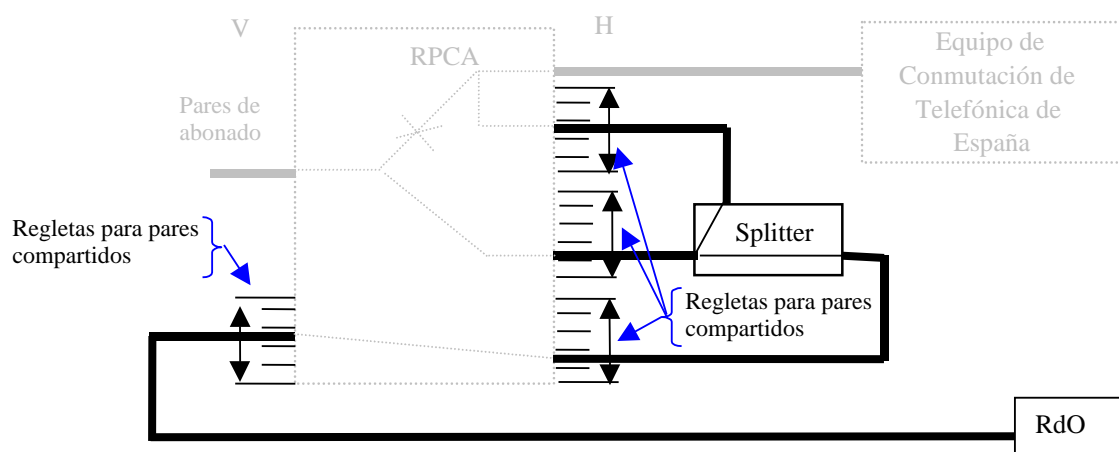 V
H
RPCA
Equipo de
Conmutación de
Telefónica de
España
Pares de
abonado
Regletas para pares
compartidos
Splitter
Regletas para pares
compartidos
RdO